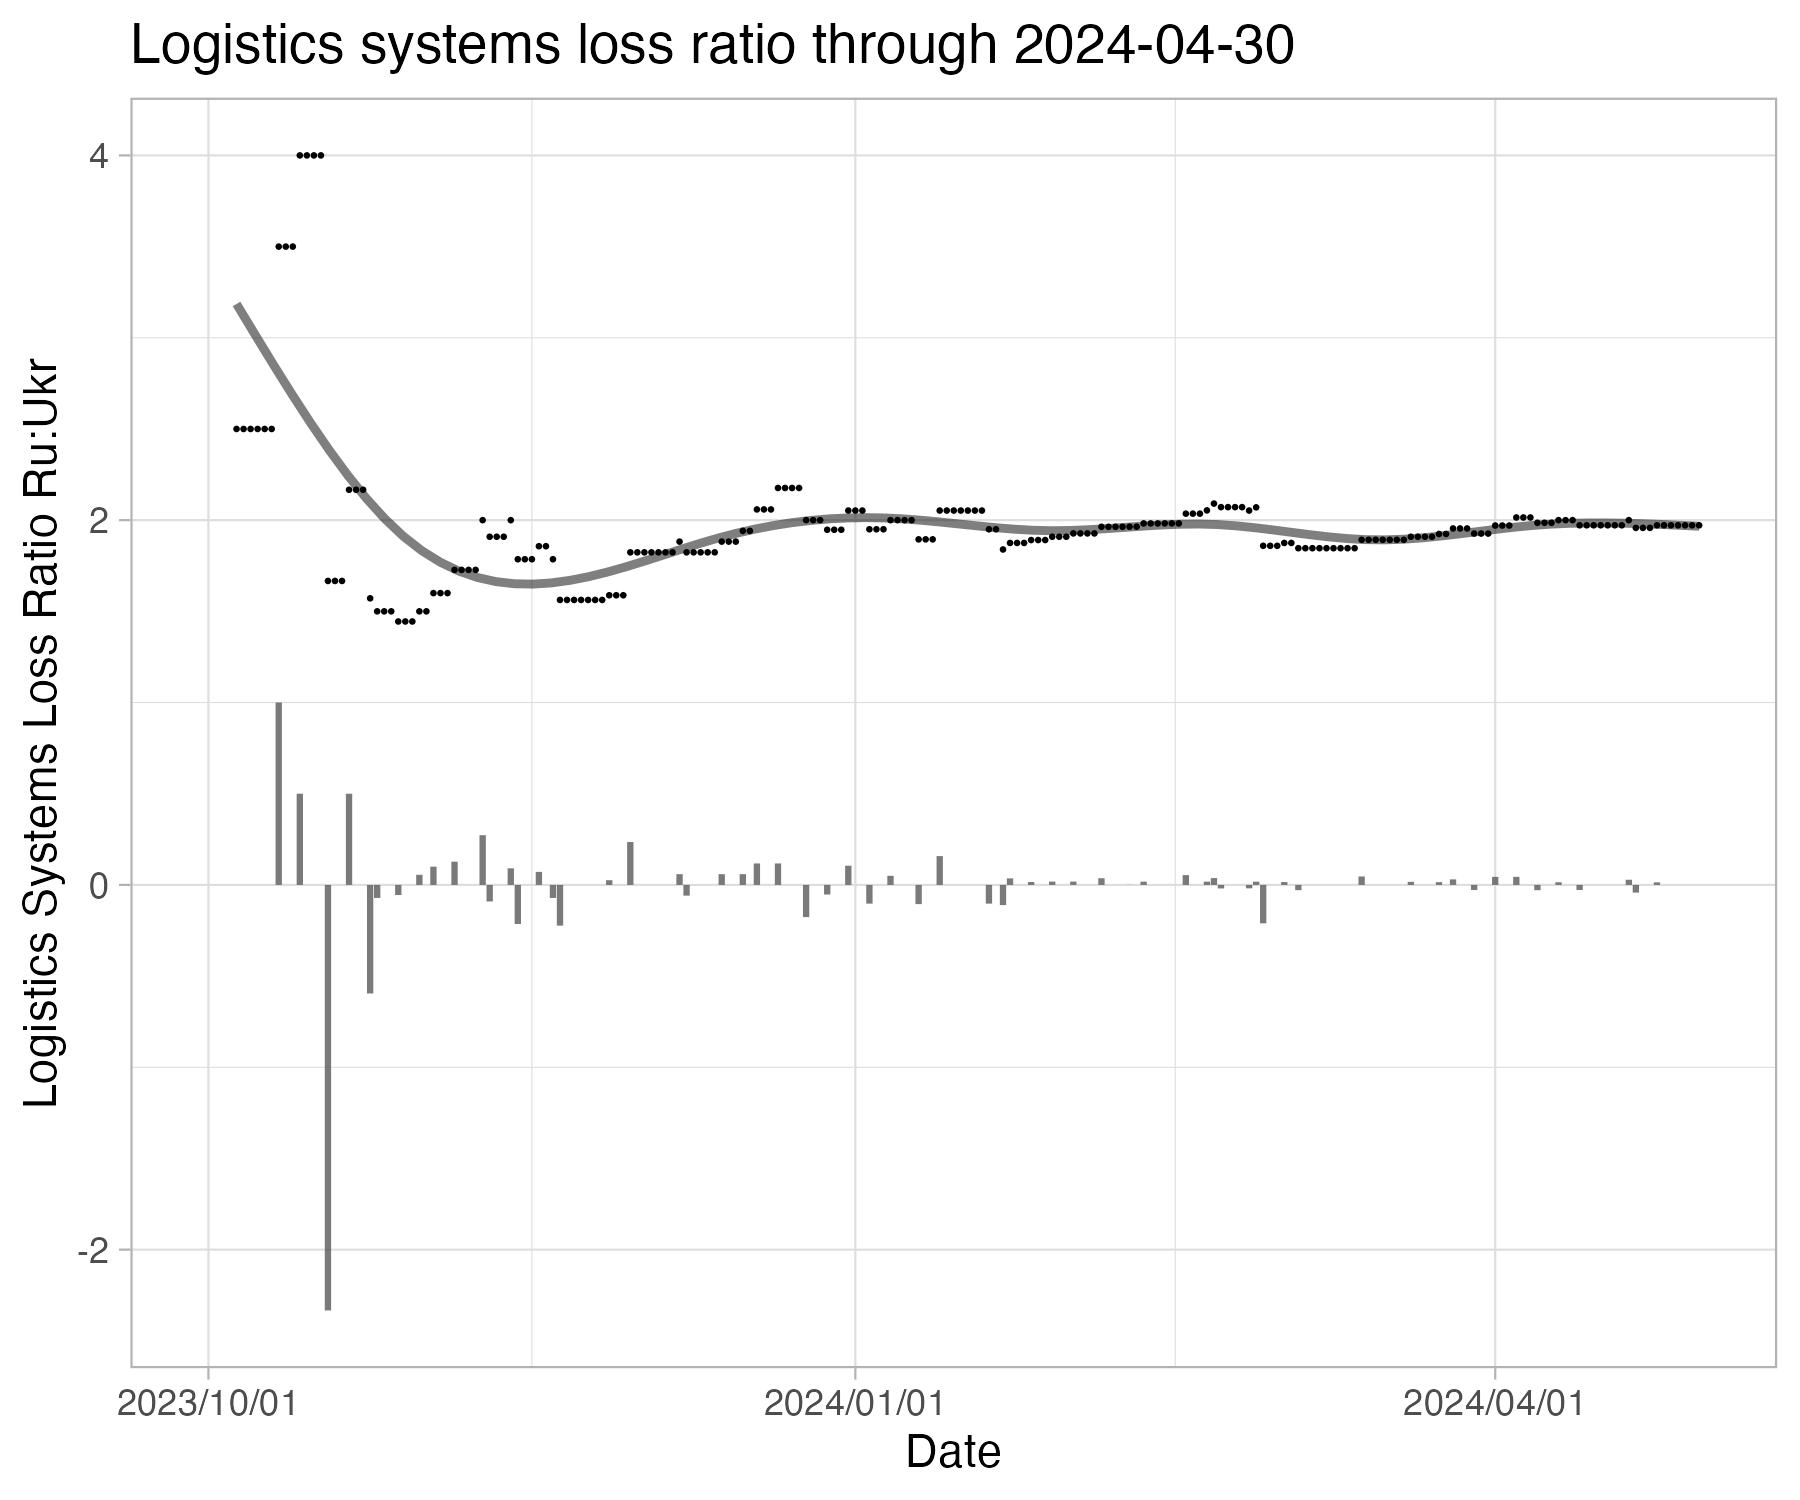 Logistics systems loss ratio through 2024-04-30
Logistics Systems Loss Ratio Ru:Ukr
4
2
0
-2
2023/10/01
2024/01/01
2024/04/01
Date